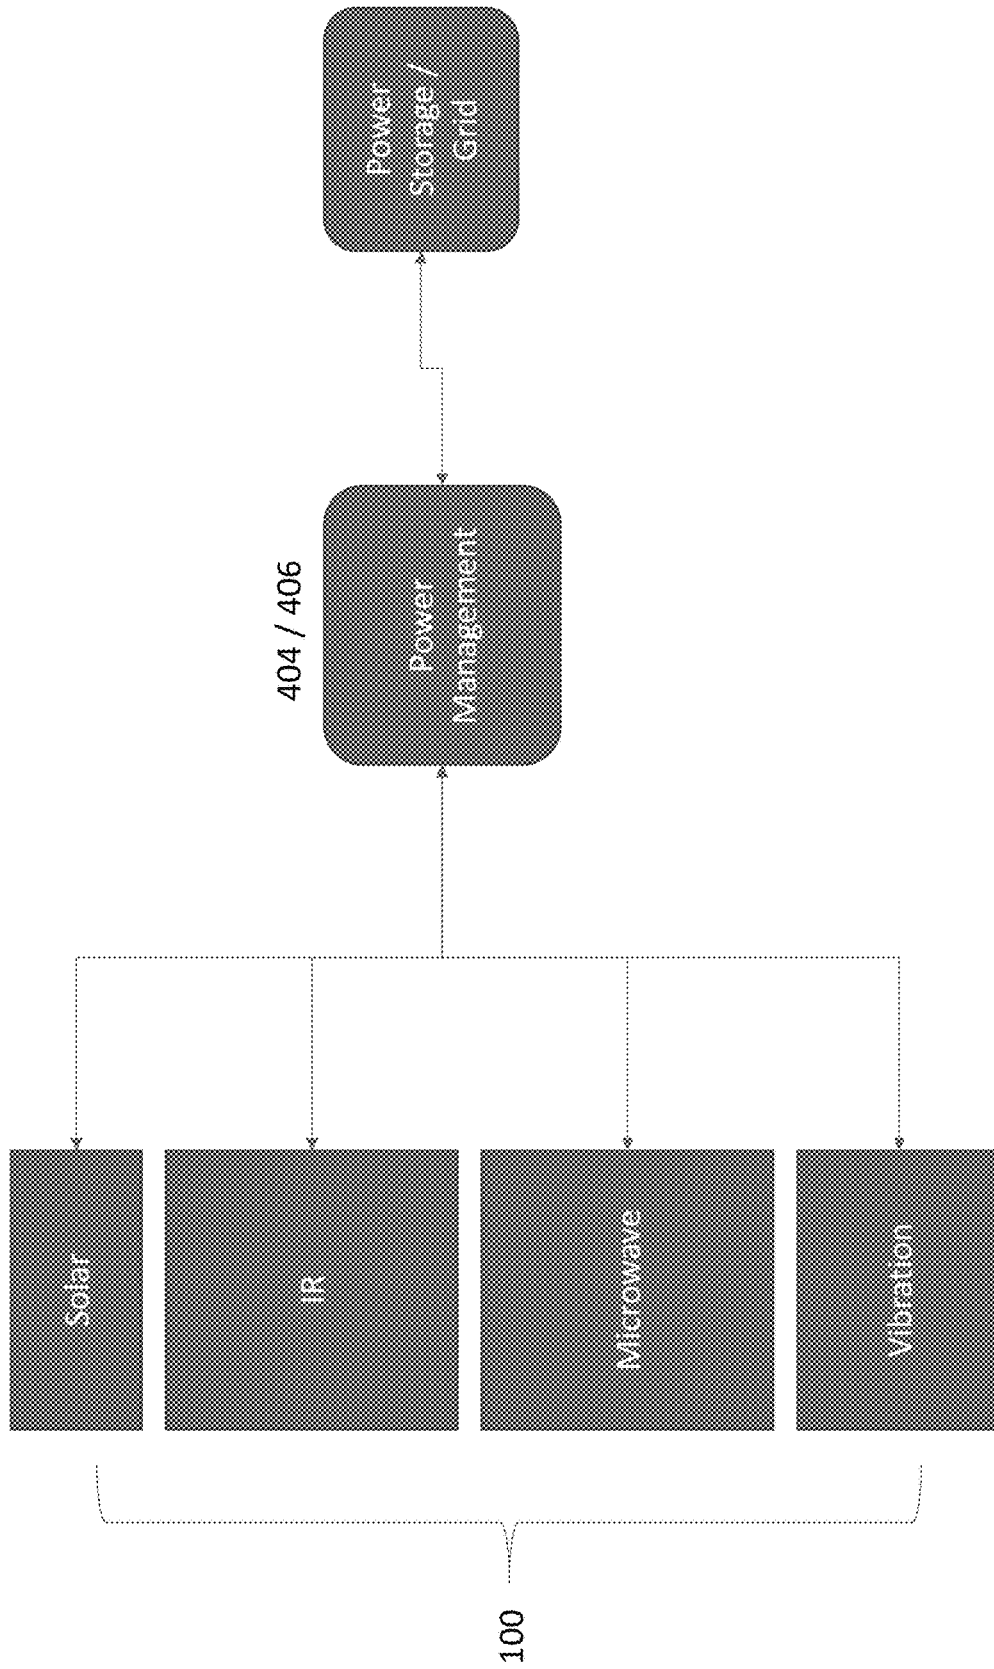 100
Solar
IR
Microwave
Vibration
404 / 406
Power
Management
Power
Storage /
Grid